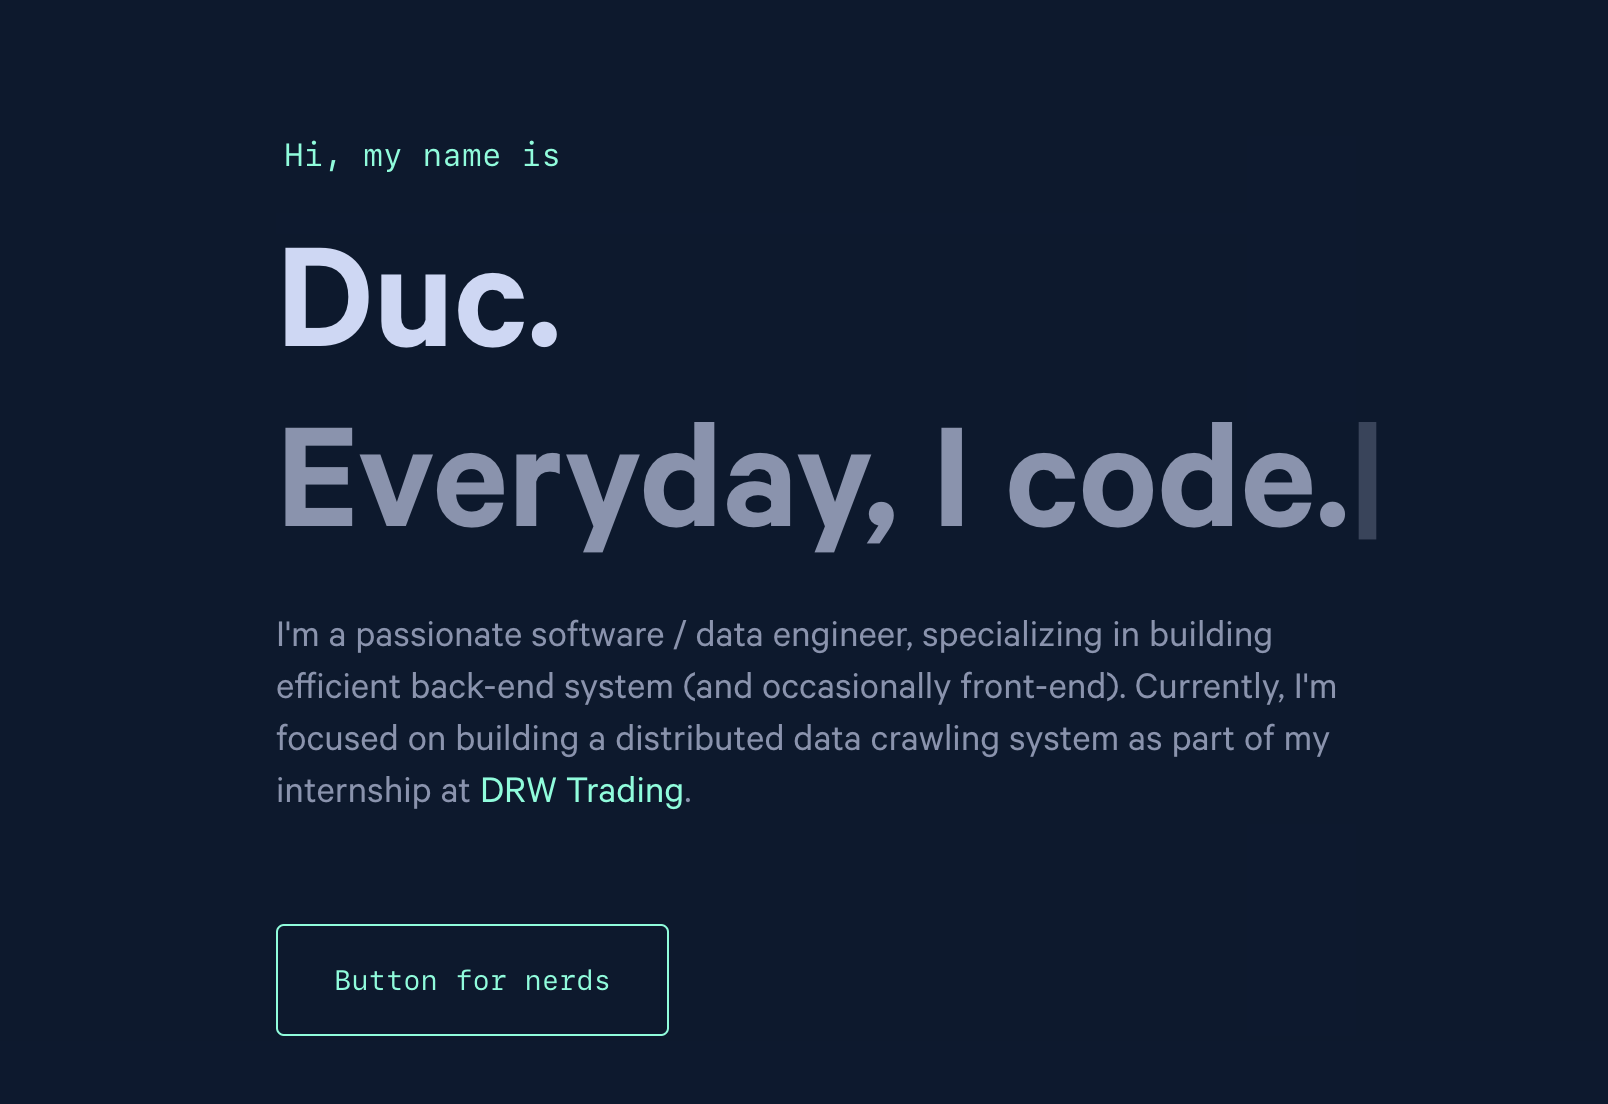 Hi, my name is
Duc.
Everyday, I code.
I'm a passionate software / data engineer, specializing in building
efficient back-end system (and occasionally front-end). Currently, I'm
focused on building a distributed data crawling system as part of my
internship at DRW Trading.
Button for nerds